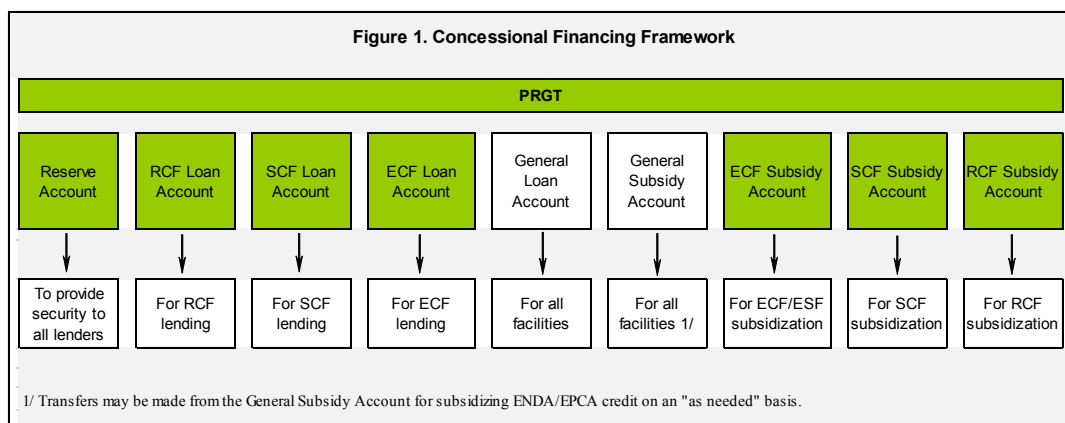 Figure 1. Concessional Financing Framework
PRGT
Reserve
Account
RCF Loan
Account
SCF Loan
Account
ECF Loan
Account
General
Loan
Account
General
Subsidy
Account
ECF Subsidy
Account
SCF Subsidy
Account
RCF Subsidy
Account
To provide
security to
all lenders
For RCF
lending
For SCF
lending
For ECF
lending
For all
facilities
For all
facilities 1/
For ECF/ESF
subsidization
For SCF
subsidization
For RCF
subsidization
1/ Transfers may be made from the General Subsidy Account for subsidizing ENDA/EPCA credit on an "as needed" basis.